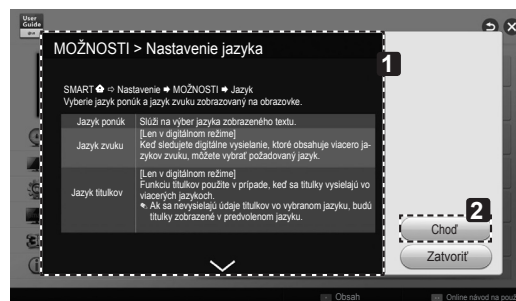 User
Guide
MOŽNOSTI > Nastavenie jazyka
1
SMART ⇨ Nastavenie ➡ MOŽNOSTI ➡ Jazyk
Vyberie jazyk ponúk a jazyk zvuku zobrazovaný na obrazovke.
Jazyk ponúk Slúži na výber jazyka zobrazeného textu.
[Len v digitálnom režime]
Jazyk zvuku Keď sledujete digitálne vysielanie, ktoré obsahuje viacero ja-
zykov zvuku, môžete vybrať požadovaný jazyk.
[Len v digitálnom režime]
Funkciu titulkov použite v prípade, keď sa titulky vysielajú vo
Jazyk titulkov viacerých jazykoch.
Ak sa nevysielajú údaje titulkov vo vybranom jazyku, budú
titulky zobrazené v predvolenom jazyku.
2
Choď
Zatvoriť
Obsah
Online návod na použ